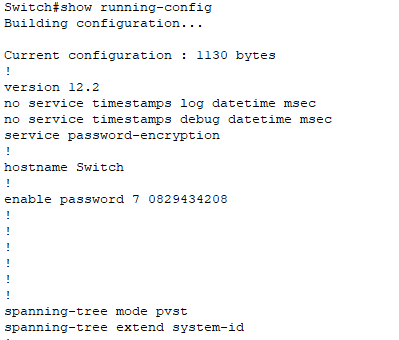 Switch#show running-config
Building configuration...
Current configuration : 1130 bytes
!
version 12.2
no service timestamps log datetime msec
no service timestamps debug datetime msec
service password-encryption
!
hostname Switch
!
enable password 7 0829434208
!
!
!
!
!
!
spanning-tree mode pvst
spanning-tree extend system-id